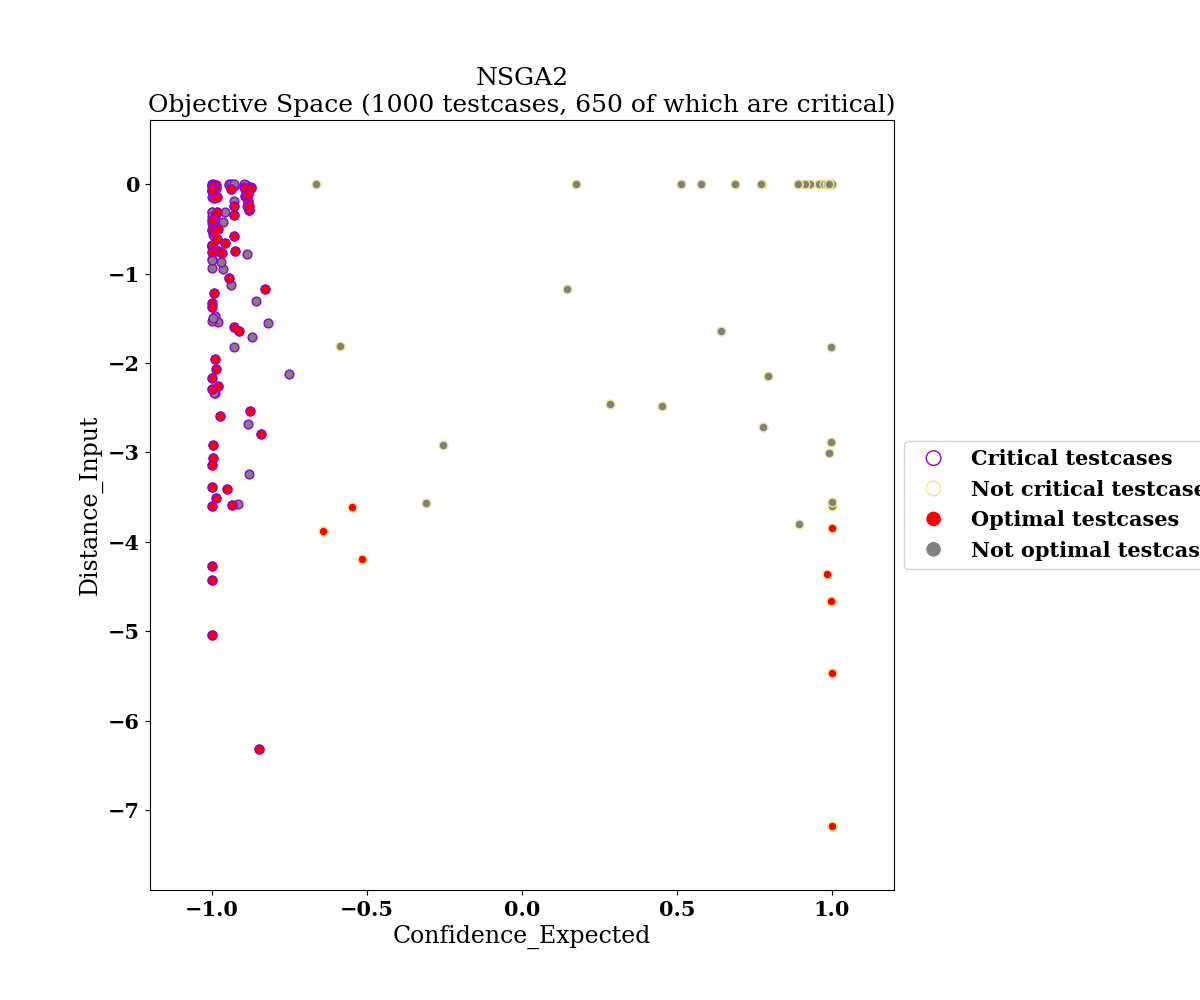 NSGA2
Objective Space (1000 testcases, 650 of which are critical)
0
−1
−2
−3
−4
−5
−6
−7
Distance_Input
−1.0
−0.5
0.0
0.5
1.0
Confidence_Expected
Critical testcases
Not critical testcase
Optimal testcases
Not optimal testcas